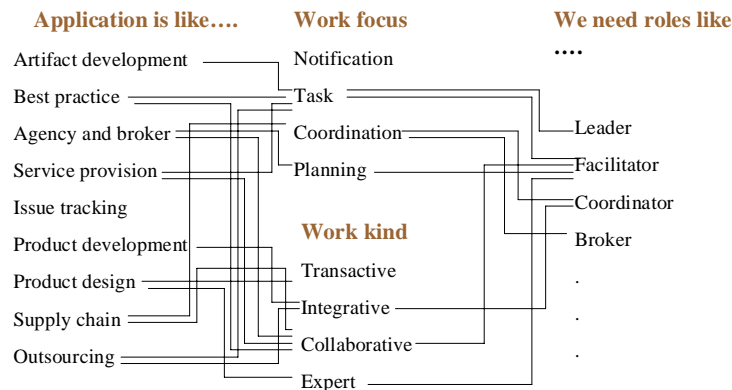 Application is like….
Work focus
We need roles like
….
Artifact development
Notification
Best practice
Task
Agency and broker
Coordination
Leader
Service provision
Planning
Facilitator
Issue tracking
Coordinator
Product development
Work kind
Broker
Product design
Transactive
.
Supply chain
Integrative
.
Outsourcing
Collaborative
.
Expert